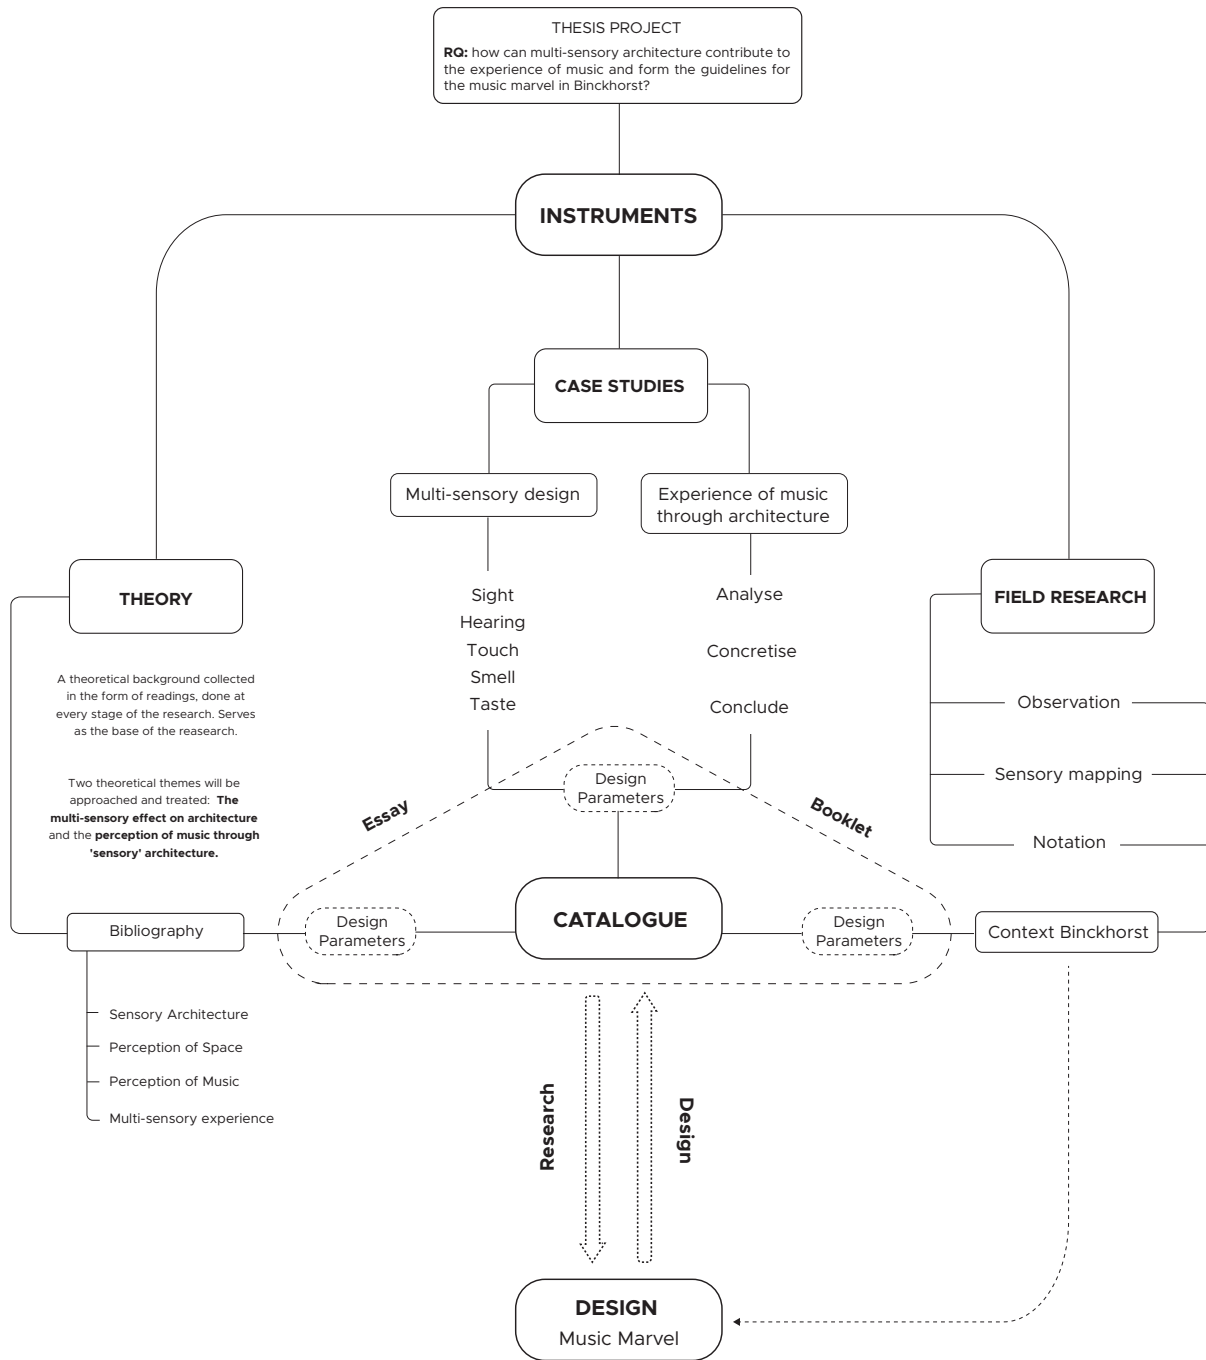 THESIS PROJECT
RQ: how can multi-sensory architecture contribute to
the experience of music and form the guidelines for
the music marvel in Binckhorst?
INSTRUMENTS
CASE STUDIES
Multi-sensory design
Experience of music
through architecture
Sight
Hearing
Touch
Smell
Taste
Analyse
Concretise
Conclude
THEORY
A theoretical background collected
in the form of readings, done at
every stage of the research. Serves
as the base of the reasearch.
Two theoretical themes will be
approached and treated: The
multi-sensory effect on architecture
and the perception of music through
'sensory' architecture.
FIELD RESEARCH
Observation
Sensory mapping
Notation
Design
Parameters
Essay
Booklet
Bibliography
Design
Parameters
CATALOGUE
Design
Parameters
Context Binckhorst
Sensory Architecture
Perception of Space
Perception of Music
Multi-sensory experience
Research
Design
DESIGN
Music Marvel